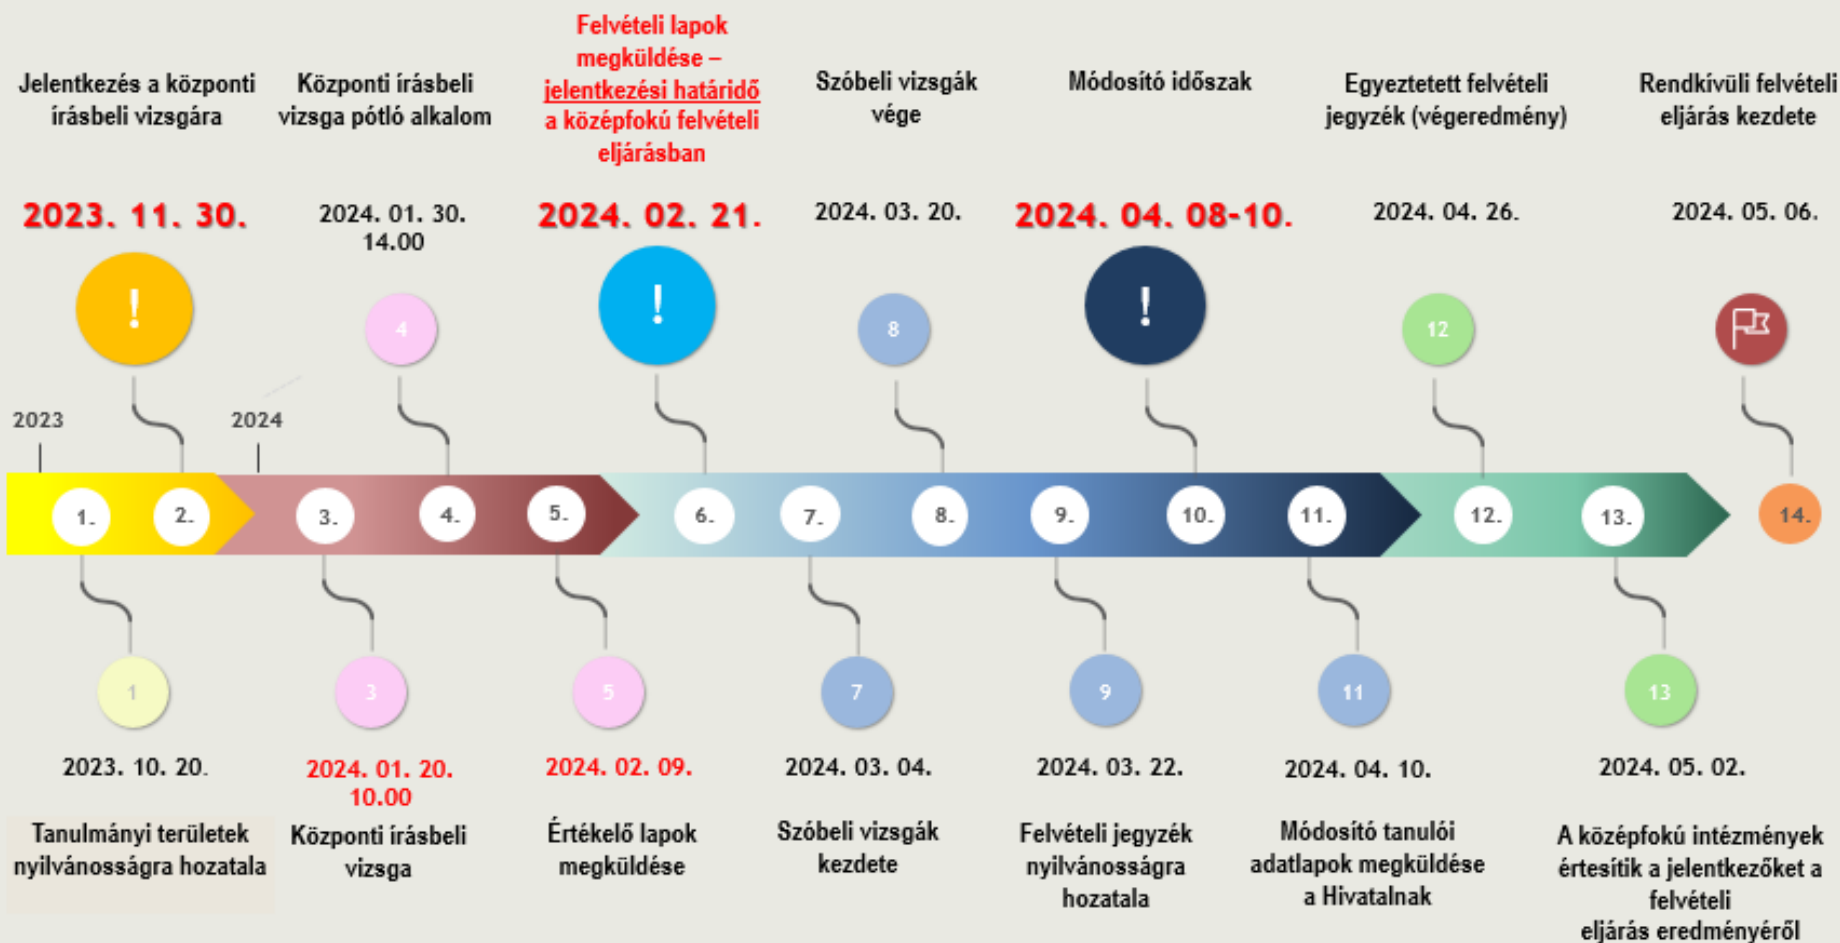 Jelentkezés a központi
írásbeli vizsgára
2023. 11. 30.
!
Központi írásbeli
vizsga pótló alkalom
2024. 01. 30.
14.00
4
Felvételi lapok
megküldése –
jelentkezési határidő
a középfokú felvételi
eljárásban
2024. 02. 21.
!
Szóbeli vizsgák
vége
2024. 03. 20.
8
Módosító időszak
2024. 04. 08-10.
!
Egyeztetett felvételi
jegyzék (végeredmény)
2024. 04. 26.
12
Rendkívüli felvételi
eljárás kezdete
2024. 05. 06.
2023
2024
1.
2.
3.
4.
5.
6.
7.
8.
9.
10.
11.
12.
13.
14.
1
2023. 10. 20.
Tanulmányi területek
nyilvánosságra hozatala
3
2024. 01. 20.
10.00
Központi írásbeli
vizsga
5
2024. 02. 09.
Értékelő lapok
megküldése
7
2024. 03. 04.
Szóbeli vizsgák
kezdete
9
2024. 03. 22.
Felvételi jegyzék
nyilvánosságra
hozatala
11
2024. 04. 10.
Módosító tanulói
adatlapok megküldése
a Hivatalnak
13
2024. 05. 02.
A középfokú intézmények
értesítik a jelentkezőket a
felvételi
eljárás eredményéről